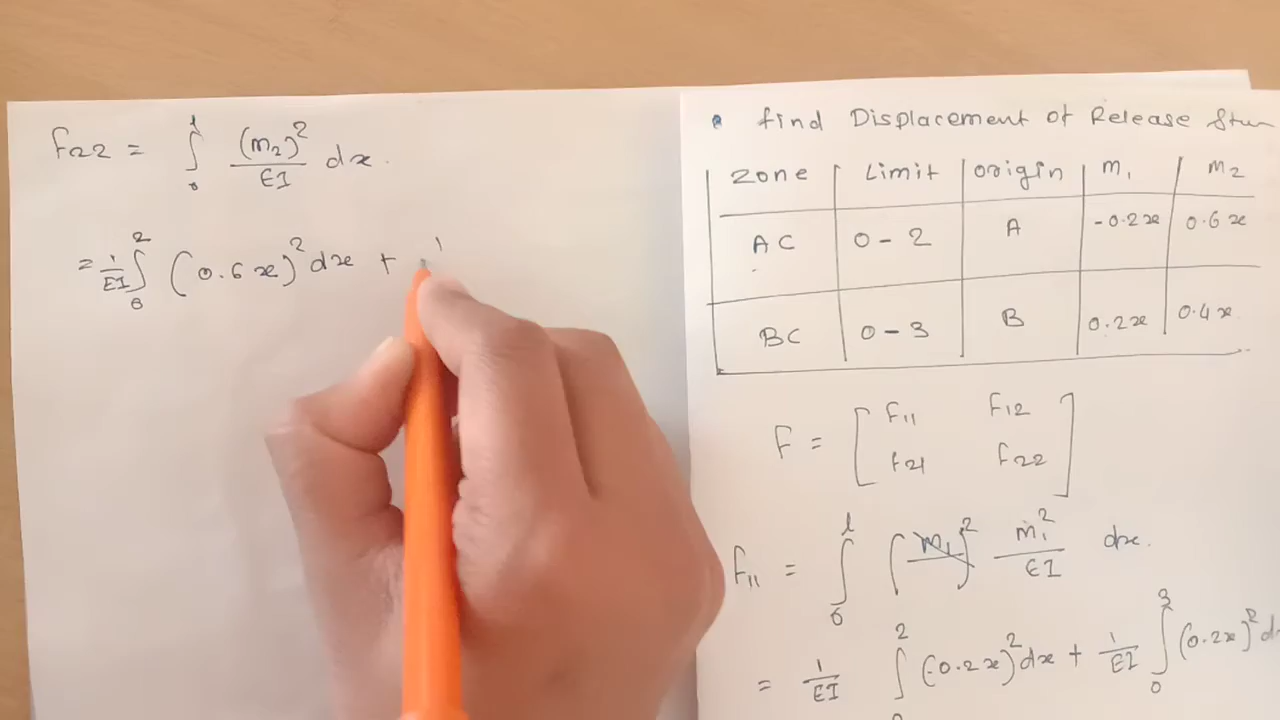 f22 = ∫₀ˡ (m₂)²/EI dx.
= 1/EI ∫₀² (0.6x)² dx + 1
• find Displacement of Release
Zone Limit Origin m₁ m₂
AC 0-2 A -0.2x 0.6x
BC 0-3 B 0.2x 0.4x
F = [ F11 F12
f21 f22 ]
f11 = ∫₀ˡ m₁²/EI dx.
= 1/EI ∫₀² (-0.2x)² dx + 1/EI ∫₀³ (0.2x)² d